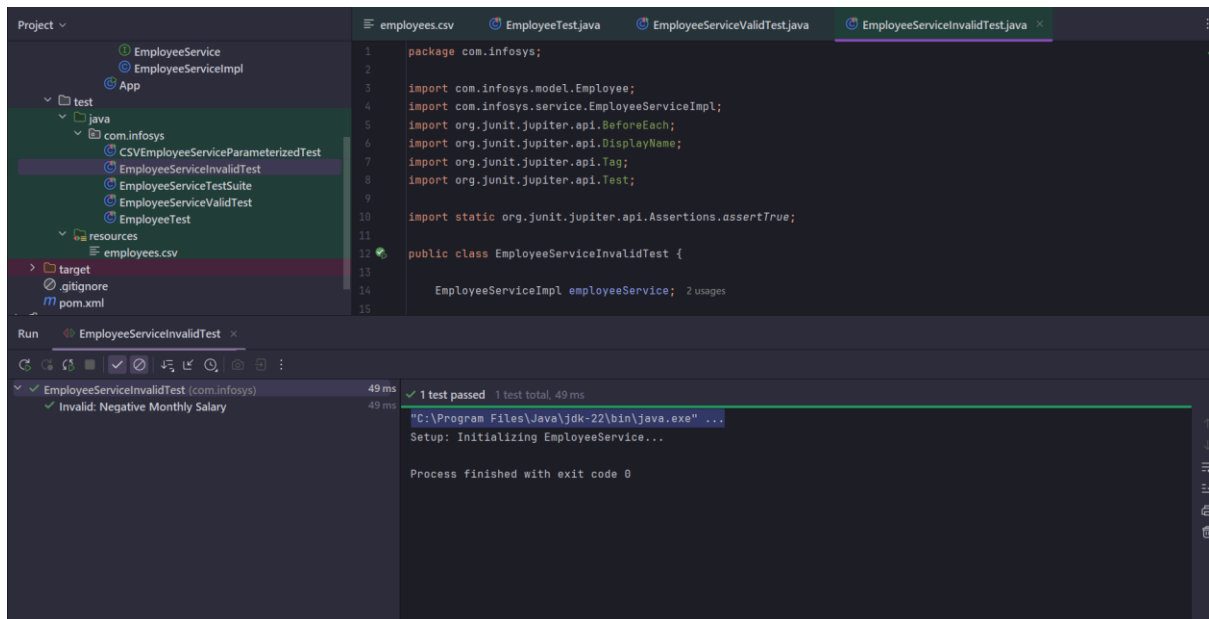 Project
employees.csv
EmployeeTest.java
EmployeeServiceValidTest.java
EmployeeServiceInvalidTest.java
EmployeeService
EmployeeServiceImpl
App
test
java
com.infosys
CSVEmployeeServiceParameterizedTest
EmployeeServiceInvalidTest
EmployeeServiceTestSuite
EmployeeServiceValidTest
EmployeeTest
resources
employees.csv
target
.gitignore
pom.xml
1 package com.infosys;
2
3 import com.infosys.model.Employee;
4 import com.infosys.service.EmployeeServiceImpl;
5 import org.junit.jupiter.api.BeforeEach;
6 import org.junit.jupiter.api.DisplayName;
7 import org.junit.jupiter.api.Tag;
8 import org.junit.jupiter.api.Test;
9
10 import static org.junit.jupiter.api.Assertions.assertTrue;
11
12 public class EmployeeServiceInvalidTest {
13
14 EmployeeServiceImpl employeeService; 2 usages
15
Run EmployeeServiceInvalidTest
EmployeeServiceInvalidTest (com.infosys) 49 ms
Invalid: Negative Monthly Salary 49 ms
1 test passed 1 test total, 49 ms
"C:\Program Files\Java\jdk-22\bin\java.exe" ...
Setup: Initializing EmployeeService...
Process finished with exit code 0